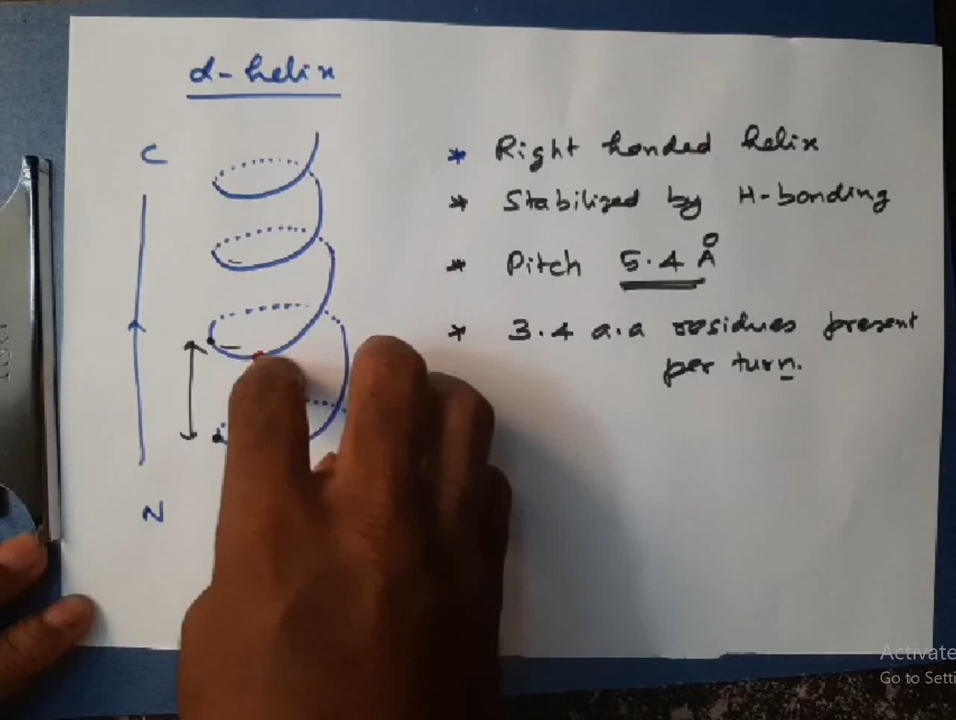 α-helix
C
* Right handed helix
* Stabilized by H-bonding
* Pitch 5.4 Å
* 3.4 a.a residues present
per turn.
N
Activate
Go to Setti